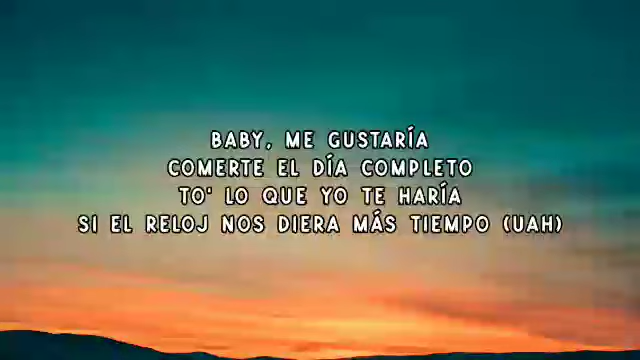 BABY, ME GUSTARÍA
COMERTE EL DÍA COMPLETO
TO' LO QUE YO TE HARÍA
SI EL RELOJ NOS DIERA MÁS TIEMPO (UAH)